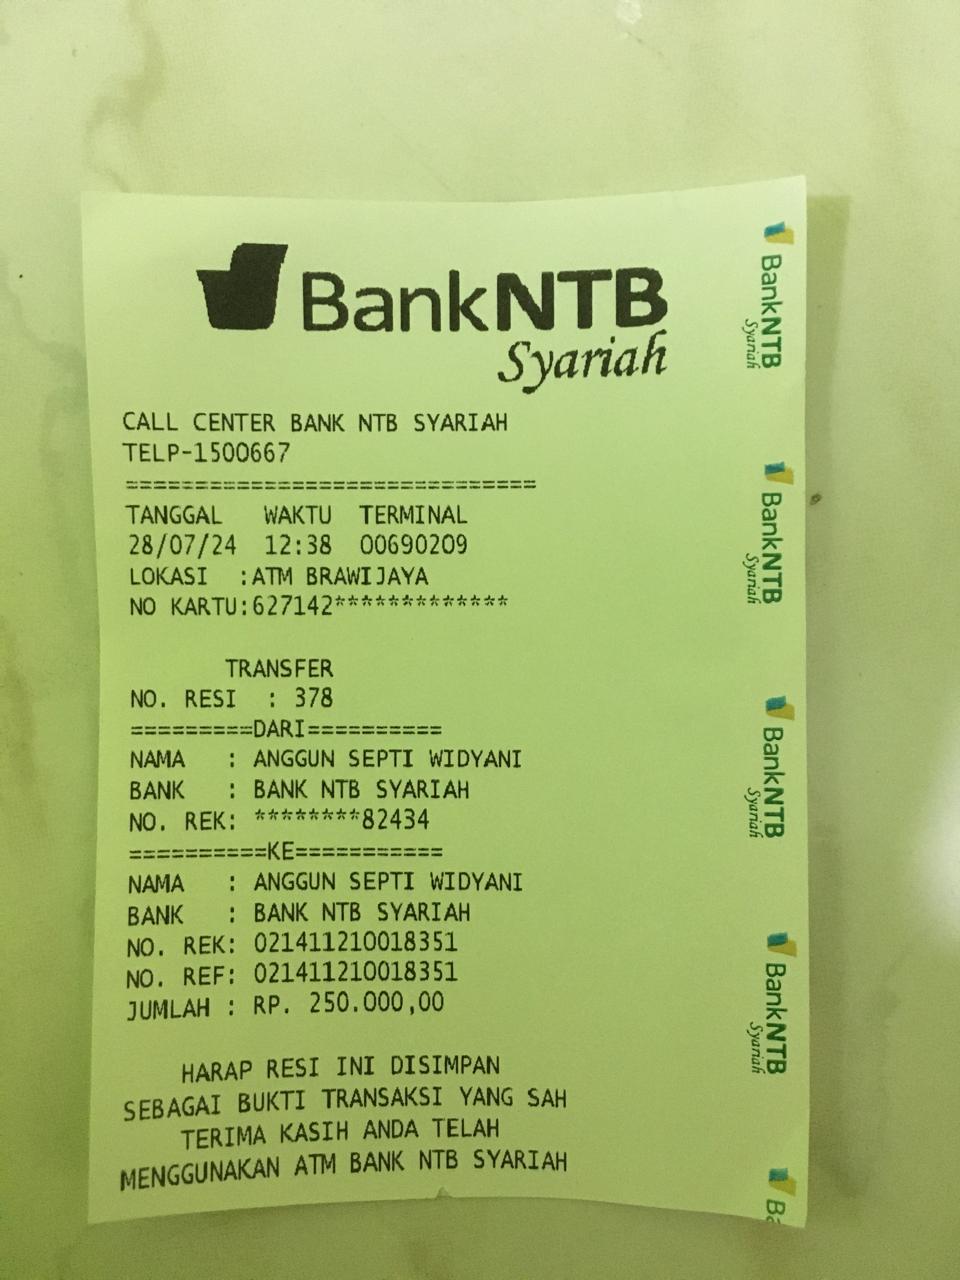 BankNTB
Syariah
CALL CENTER BANK NTB SYARIAH
TELP-1500667
==============================
TANGGAL WAKTU TERMINAL
28/07/24 12:38 00690209
LOKASI :ATM BRAWIJAYA
NO KARTU:627142*************
TRANSFER
NO. RESI : 378
=========DARI==========
NAMA : ANGGUN SEPTI WIDYANI
BANK : BANK NTB SYARIAH
NO. REK: ********82434
==========KE===========
NAMA : ANGGUN SEPTI WIDYANI
BANK : BANK NTB SYARIAH
NO. REK: 021411210018351
NO. REF: 021411210018351
JUMLAH : RP. 250.000,00
HARAP RESI INI DISIMPAN
SEBAGAI BUKTI TRANSAKSI YANG SAH
TERIMA KASIH ANDA TELAH
MENGGUNAKAN ATM BANK NTB SYARIAH
BankNTB
Syariah
BankNTB
Syariah
BankNTB
Syariah
BankNTB
Syariah
Ba